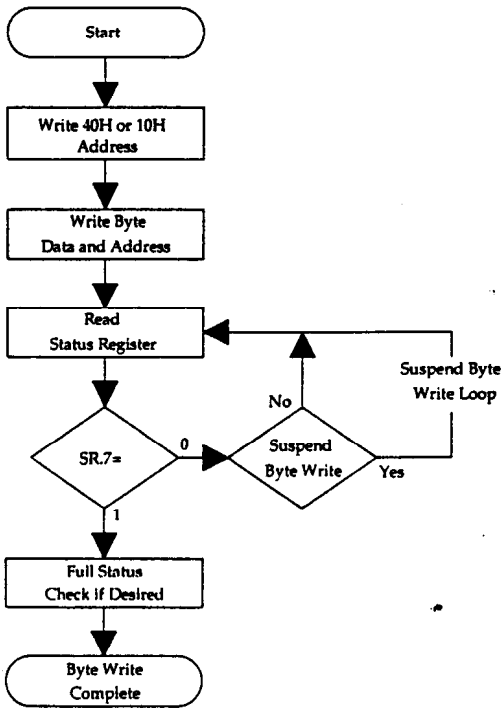 Start
Write 40H or 10H
Address
Write Byte
Data and Address
Read
Status Register
Suspend Byte
Write Loop
No
0
SR.7=
Suspend
Byte Write
Yes
1
Full Status
Check if Desired
Byte Write
Complete